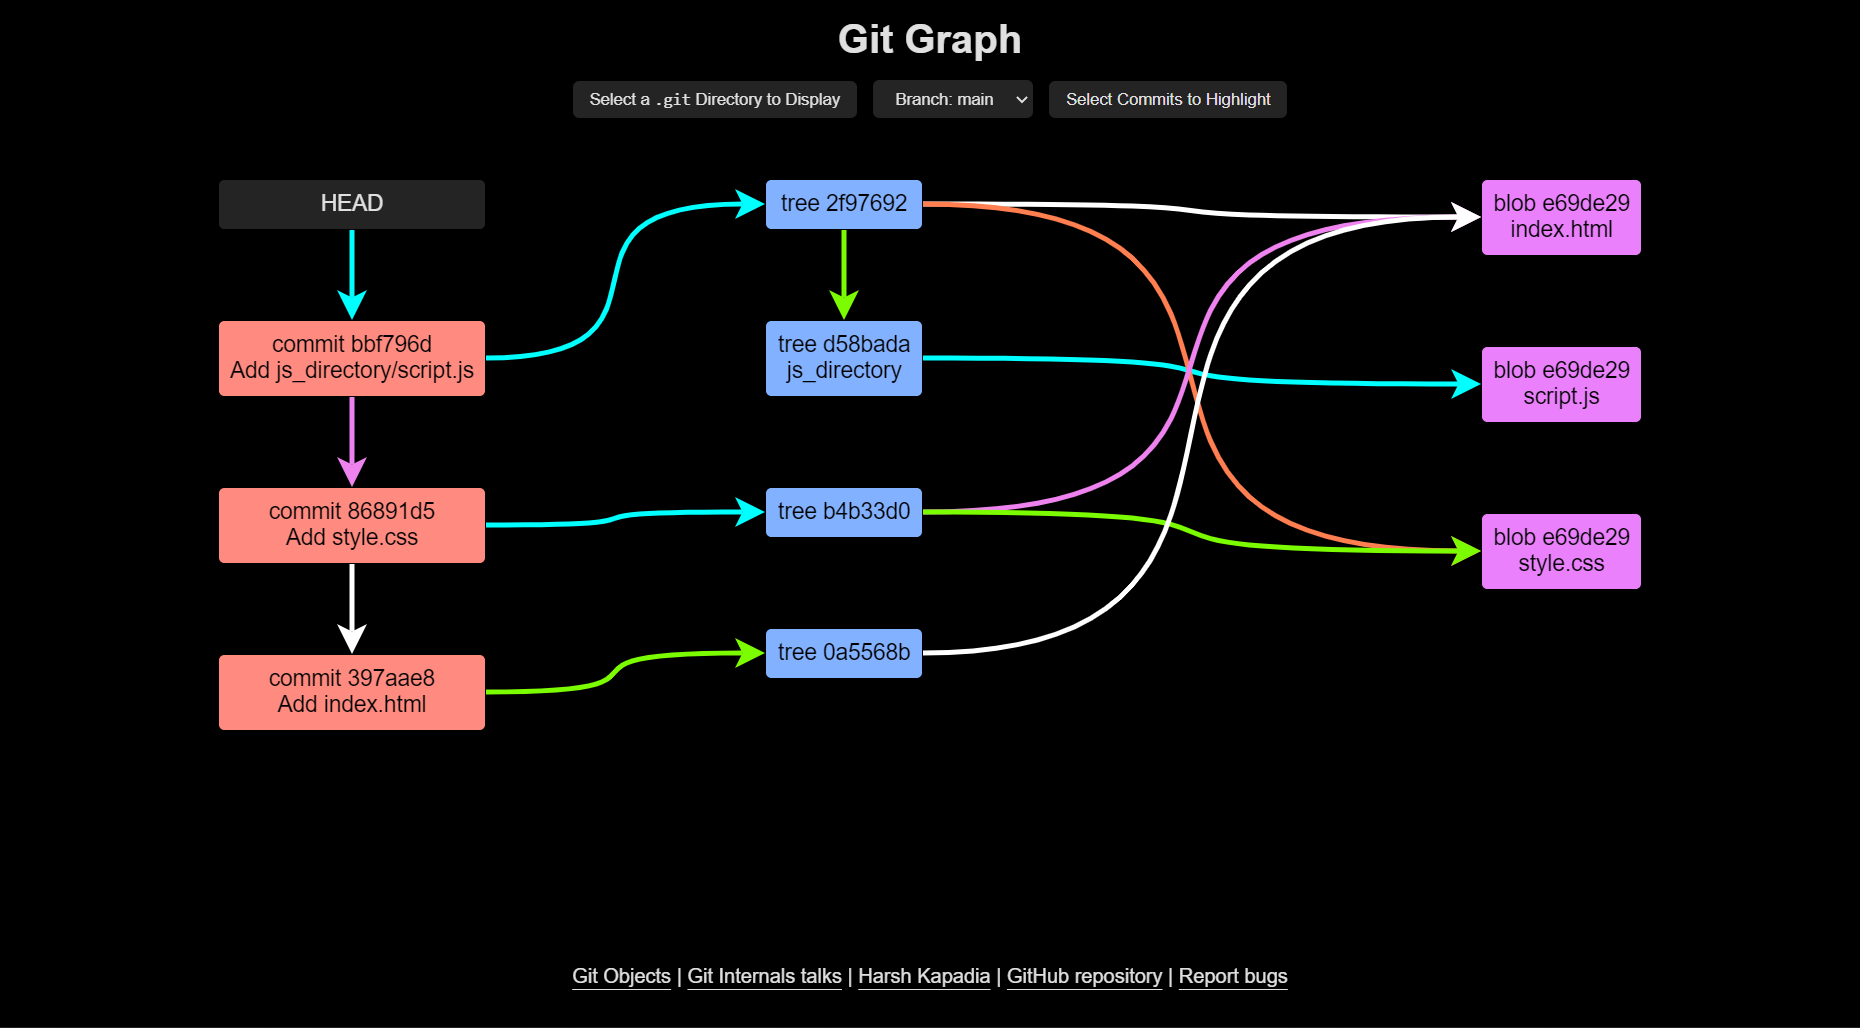 Git Graph
Select a .git Directory to Display
Branch: main
Select Commits to Highlight
HEAD
tree 2f97692
blob e69de29
index.html
commit bbf796d
Add js_directory/script.js
tree d58bada
js_directory
blob e69de29
script.js
commit 86891d5
Add style.css
tree b4b33d0
blob e69de29
style.css
commit 397aae8
Add index.html
tree 0a5568b
Git Objects | Git Internals talks | Harsh Kapadia | GitHub repository | Report bugs